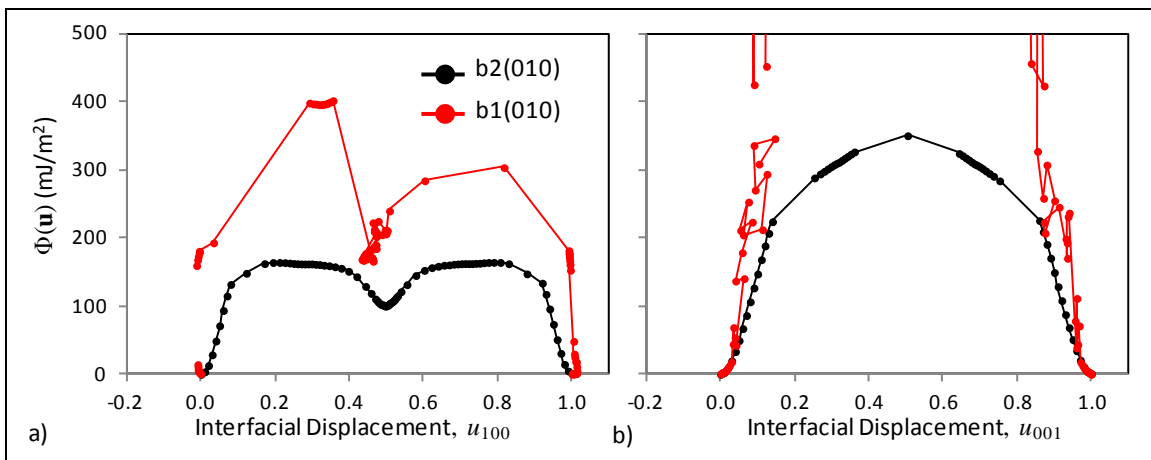 500
400
300
200
100
0
Φ(u) (mJ/m²)
b2(010)
b1(010)
-0.2 0.0 0.2 0.4 0.6 0.8 1.0
a) Interfacial Displacement, u₁₀₀
-0.2 0.0 0.2 0.4 0.6 0.8 1.0
b) Interfacial Displacement, u₀₀₁